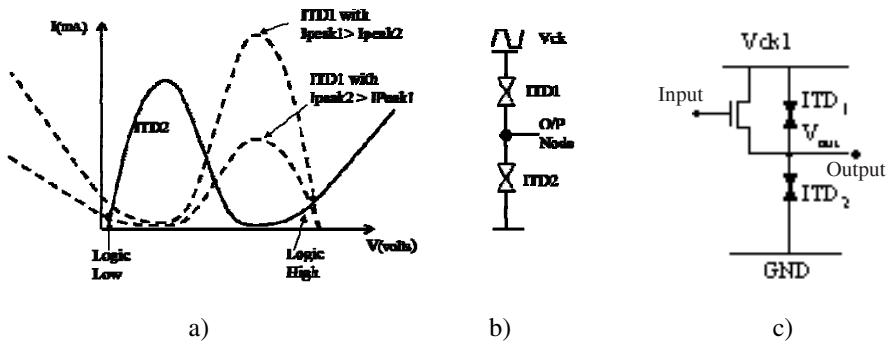 I(mA)
ITD1 with
Ipeak1> Ipeak2
ITD1 with
Ipeak2 > IPeak1
ITD2
Logic
Low
Logic
High
V(volts)
a)
Vck
ITD1
O/P
Node
ITD2
b)
Vck1
Input
ITD1
VOUT
Output
ITD2
GND
c)